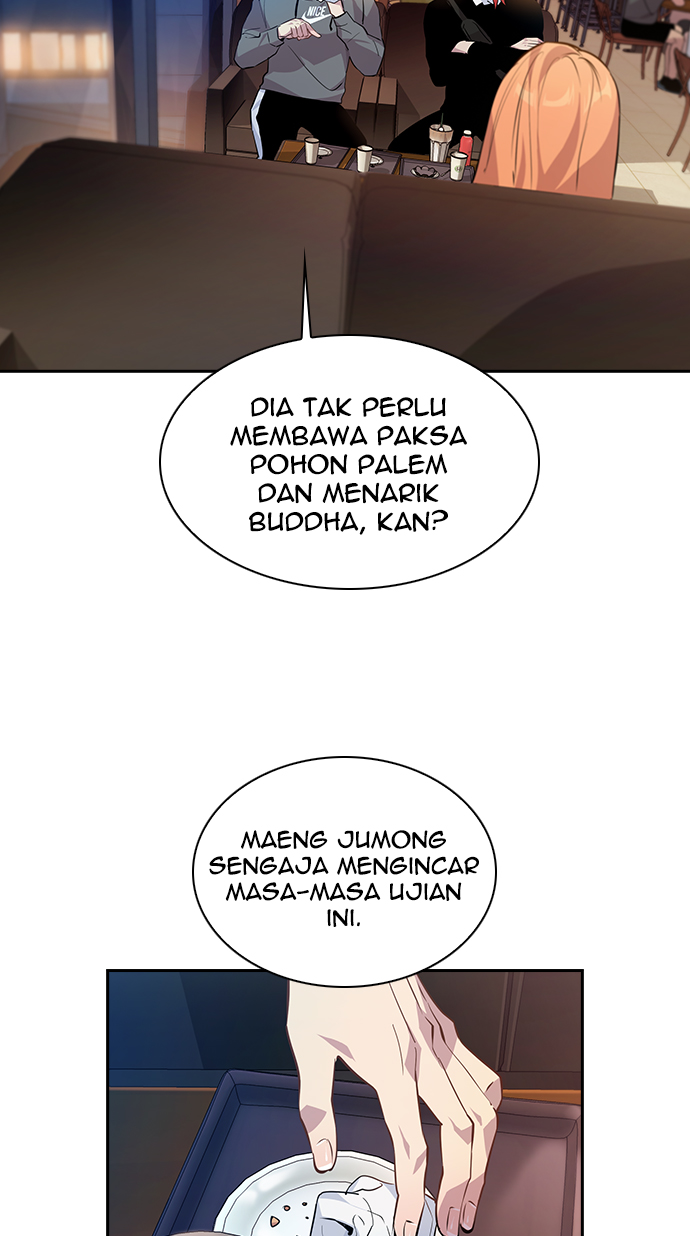 NICE
DIA TAK PERLU
MEMBAWA PAKSA
POHON PALEM
DAN MENARIK
BUDDHA, KAN?
MAENG JUMONG
SENGAJA MENGINCAR
MASA-MASA UJIAN
INI.